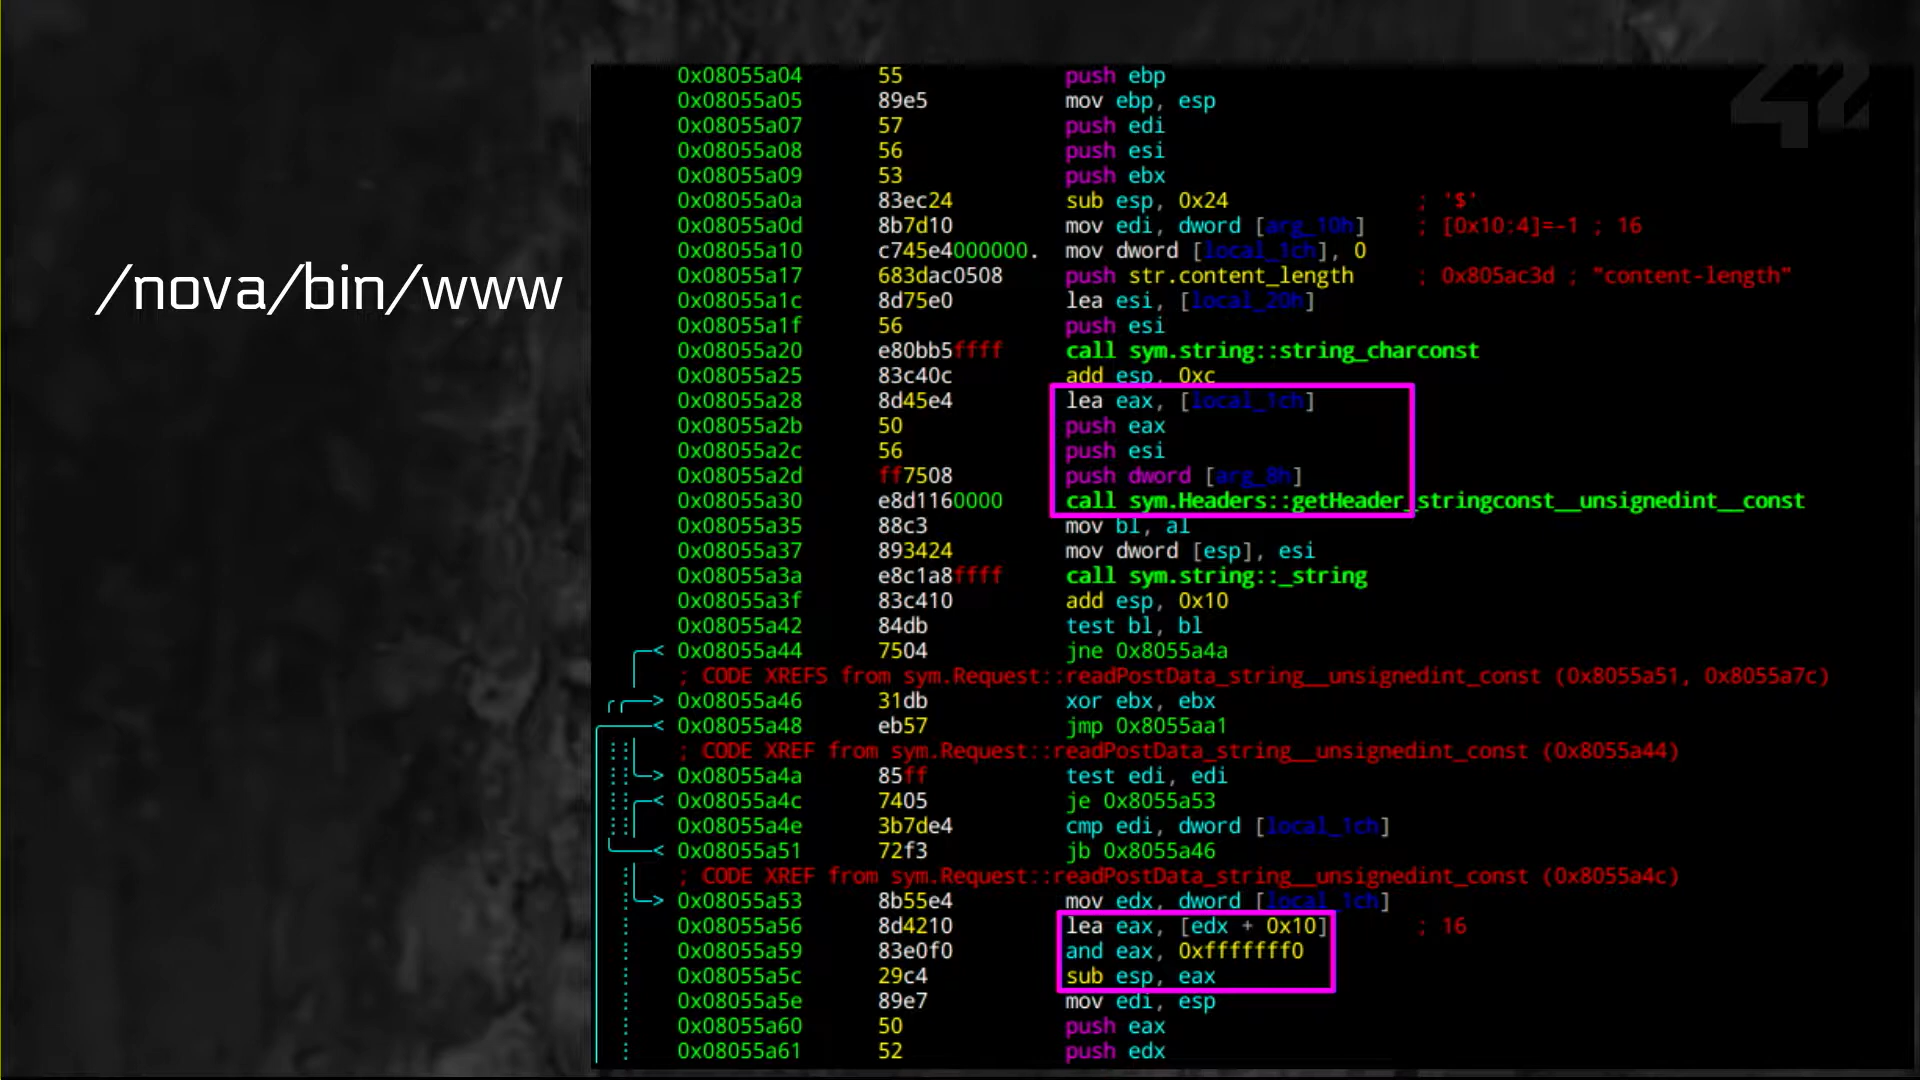 /nova/bin/www
42
0x08055a04 55 push ebp
0x08055a05 89e5 mov ebp, esp
0x08055a07 57 push edi
0x08055a08 56 push esi
0x08055a09 53 push ebx
0x08055a0a 83ec24 sub esp, 0x24 ; '$'
0x08055a0d 8b7d10 mov edi, dword [arg_10h] ; [0x10:4]=-1 ; 16
0x08055a10 c745e4000000. mov dword [local_1ch], 0
0x08055a17 683dac0508 push str.content_length ; 0x805ac3d ; "content-length"
0x08055a1c 8d75e0 lea esi, [local_20h]
0x08055a1f 56 push esi
0x08055a20 e80bb5ffff call sym.string::string_charconst
0x08055a25 83c40c add esp, 0xc
0x08055a28 8d45e4 lea eax, [local_1ch]
0x08055a2b 50 push eax
0x08055a2c 56 push esi
0x08055a2d ff7508 push dword [arg_8h]
0x08055a30 e8d1160000 call sym.Headers::getHeader_stringconst__unsignedint__const
0x08055a35 88c3 mov bl, al
0x08055a37 893424 mov dword [esp], esi
0x08055a3a e8c1a8ffff call sym.string::_string
0x08055a3f 83c410 add esp, 0x10
0x08055a42 84db test bl, bl
0x08055a44 7504 jne 0x8055a4a
; CODE XREFS from sym.Request::readPostData_string__unsignedint_const (0x8055a51, 0x8055a7c)
0x08055a46 31db xor ebx, ebx
0x08055a48 eb57 jmp 0x8055aa1
; CODE XREF from sym.Request::readPostData_string__unsignedint_const (0x8055a44)
0x08055a4a 85ff test edi, edi
0x08055a4c 7405 je 0x8055a53
0x08055a4e 3b7de4 cmp edi, dword [local_1ch]
0x08055a51 72f3 jb 0x8055a46
; CODE XREF from sym.Request::readPostData_string__unsignedint_const (0x8055a4c)
0x08055a53 8b55e4 mov edx, dword [local_1ch]
0x08055a56 8d4210 lea eax, [edx + 0x10] ; 16
0x08055a59 83e0f0 and eax, 0xfffffff0
0x08055a5c 29c4 sub esp, eax
0x08055a5e 89e7 mov edi, esp
0x08055a60 50 push eax
0x08055a61 52 push edx